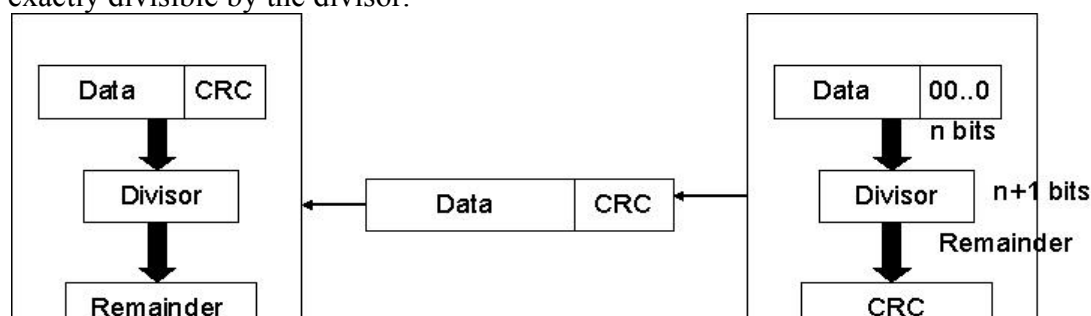 exactly divisible by the divisor.
Data CRC
Divisor
Remainder
Data CRC
Data 00..0
n bits
Divisor n+1 bits
Remainder
CRC